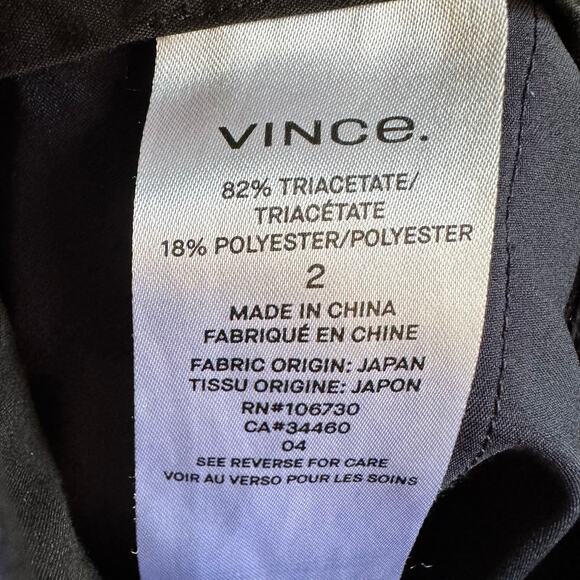 VINCe.
82% TRIACETATE/
TRIACÉTATE
18% POLYESTER/POLYESTER
2
MADE IN CHINA
FABRIQUÉ EN CHINE
FABRIC ORIGIN: JAPAN
TISSU ORIGINE: JAPON
RN#106730
CA#34460
04
SEE REVERSE FOR CARE
VOIR AU VERSO POUR LES SOINS